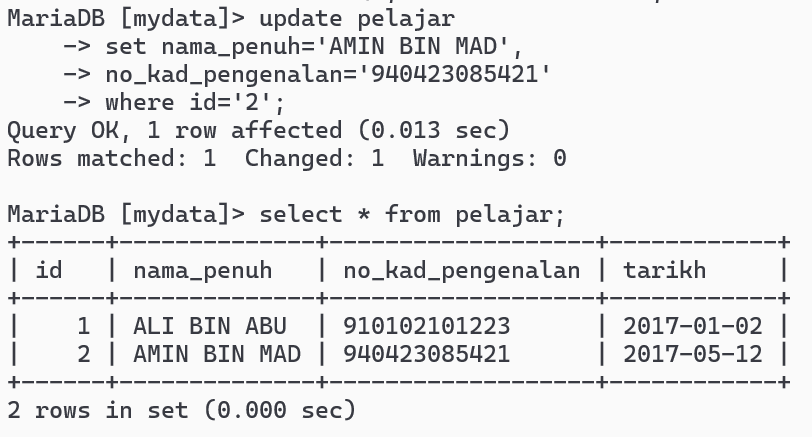 MariaDB [mydata]> update pelajar
    -> set nama_penuh='AMIN BIN MAD',
    -> no_kad_pengenalan='940423085421'
    -> where id='2';
Query OK, 1 row affected (0.013 sec)
Rows matched: 1  Changed: 1  Warnings: 0

MariaDB [mydata]> select * from pelajar;
+------+--------------+-------------------+------------+
| id   | nama_penuh   | no_kad_pengenalan | tarikh     |
+------+--------------+-------------------+------------+
|    1 | ALI BIN ABU  | 910102101223      | 2017-01-02 |
|    2 | AMIN BIN MAD | 940423085421      | 2017-05-12 |
+------+--------------+-------------------+------------+
2 rows in set (0.000 sec)